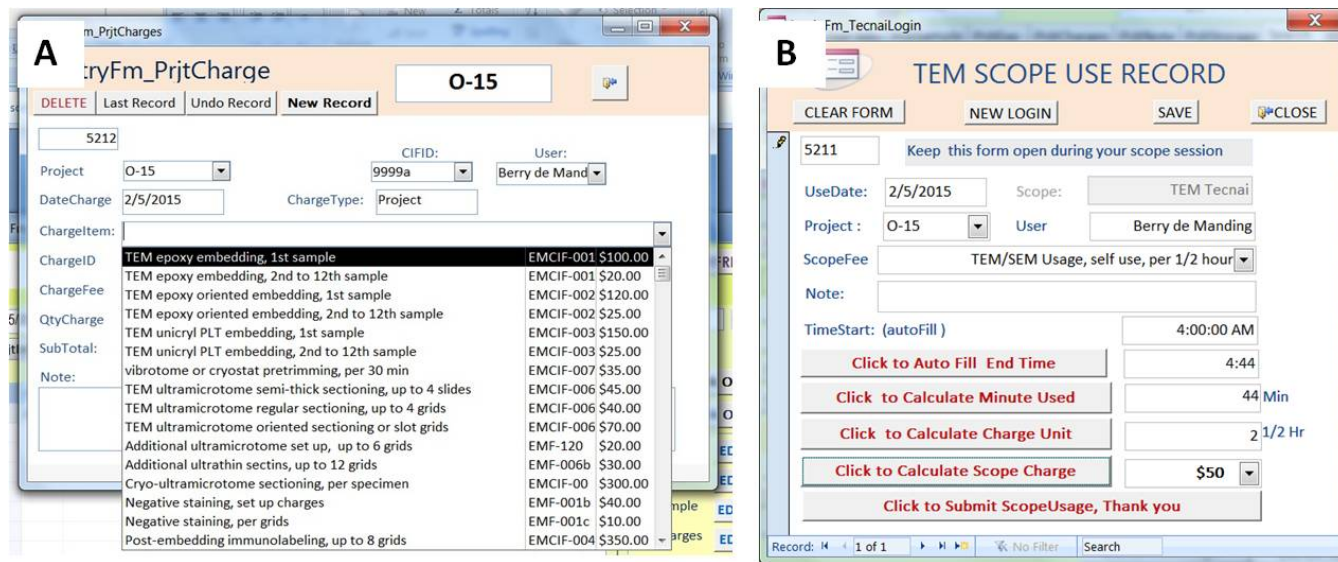 A
m_PrjtCharges
tryFm_PrjtCharge
O-15
DELETE Last Record Undo Record New Record
5212
CIFID: User:
Project O-15 9999a Berry de Mand
DateCharge 2/5/2015 ChargeType: Project
ChargeItem:
ChargeID
ChargeFee
QtyCharge
SubTotal:
Note:
TEM epoxy embedding, 1st sample EMCIF-001 $100.00
TEM epoxy embedding, 2nd to 12th sample EMCIF-001 $20.00
TEM epoxy oriented embedding, 1st sample EMCIF-002 $120.00
TEM epoxy oriented embedding, 2nd to 12th sample EMCIF-002 $25.00
TEM unicryl PLT embedding, 1st sample EMCIF-003 $150.00
TEM unicryl PLT embedding, 2nd to 12th sample EMCIF-003 $25.00
vibrotome or cryostat pretrimming, per 30 min EMCIF-007 $35.00
TEM ultramicrotome semi-thick sectioning, up to 4 slides EMCIF-006 $45.00
TEM ultramicrotome regular sectioning, up to 4 grids EMCIF-006 $40.00
TEM ultramicrotome oriented sectioning or slot grids EMCIF-006 $70.00
Additional ultramicrotome set up, up to 6 grids EMF-120 $20.00
Additional ultrathin sectins, up to 12 grids EMF-006b $30.00
Cryo-ultramicrotome sectioning, per specimen EMCIF-00 $300.00
Negative staining, set up charges EMF-001b $40.00
Negative staining, per grids EMF-001c $10.00
Post-embedding immunolabeling, up to 8 grids EMCIF-004 $350.00
B
Fm_TecnaiLogin
TEM SCOPE USE RECORD
CLEAR FORM NEW LOGIN SAVE CLOSE
5211 Keep this form open during your scope session
UseDate: 2/5/2015 Scope: TEM Tecnai
Project : O-15 User Berry de Manding
ScopeFee TEM/SEM Usage, self use, per 1/2 hour
Note:
TimeStart: (autoFill ) 4:00:00 AM
Click to Auto Fill End Time 4:44
Click to Calculate Minute Used 44 Min
Click to Calculate Charge Unit 2 1/2 Hr
Click to Calculate Scope Charge $50
Click to Submit ScopeUsage, Thank you
Record: 1 of 1 No Filter Search